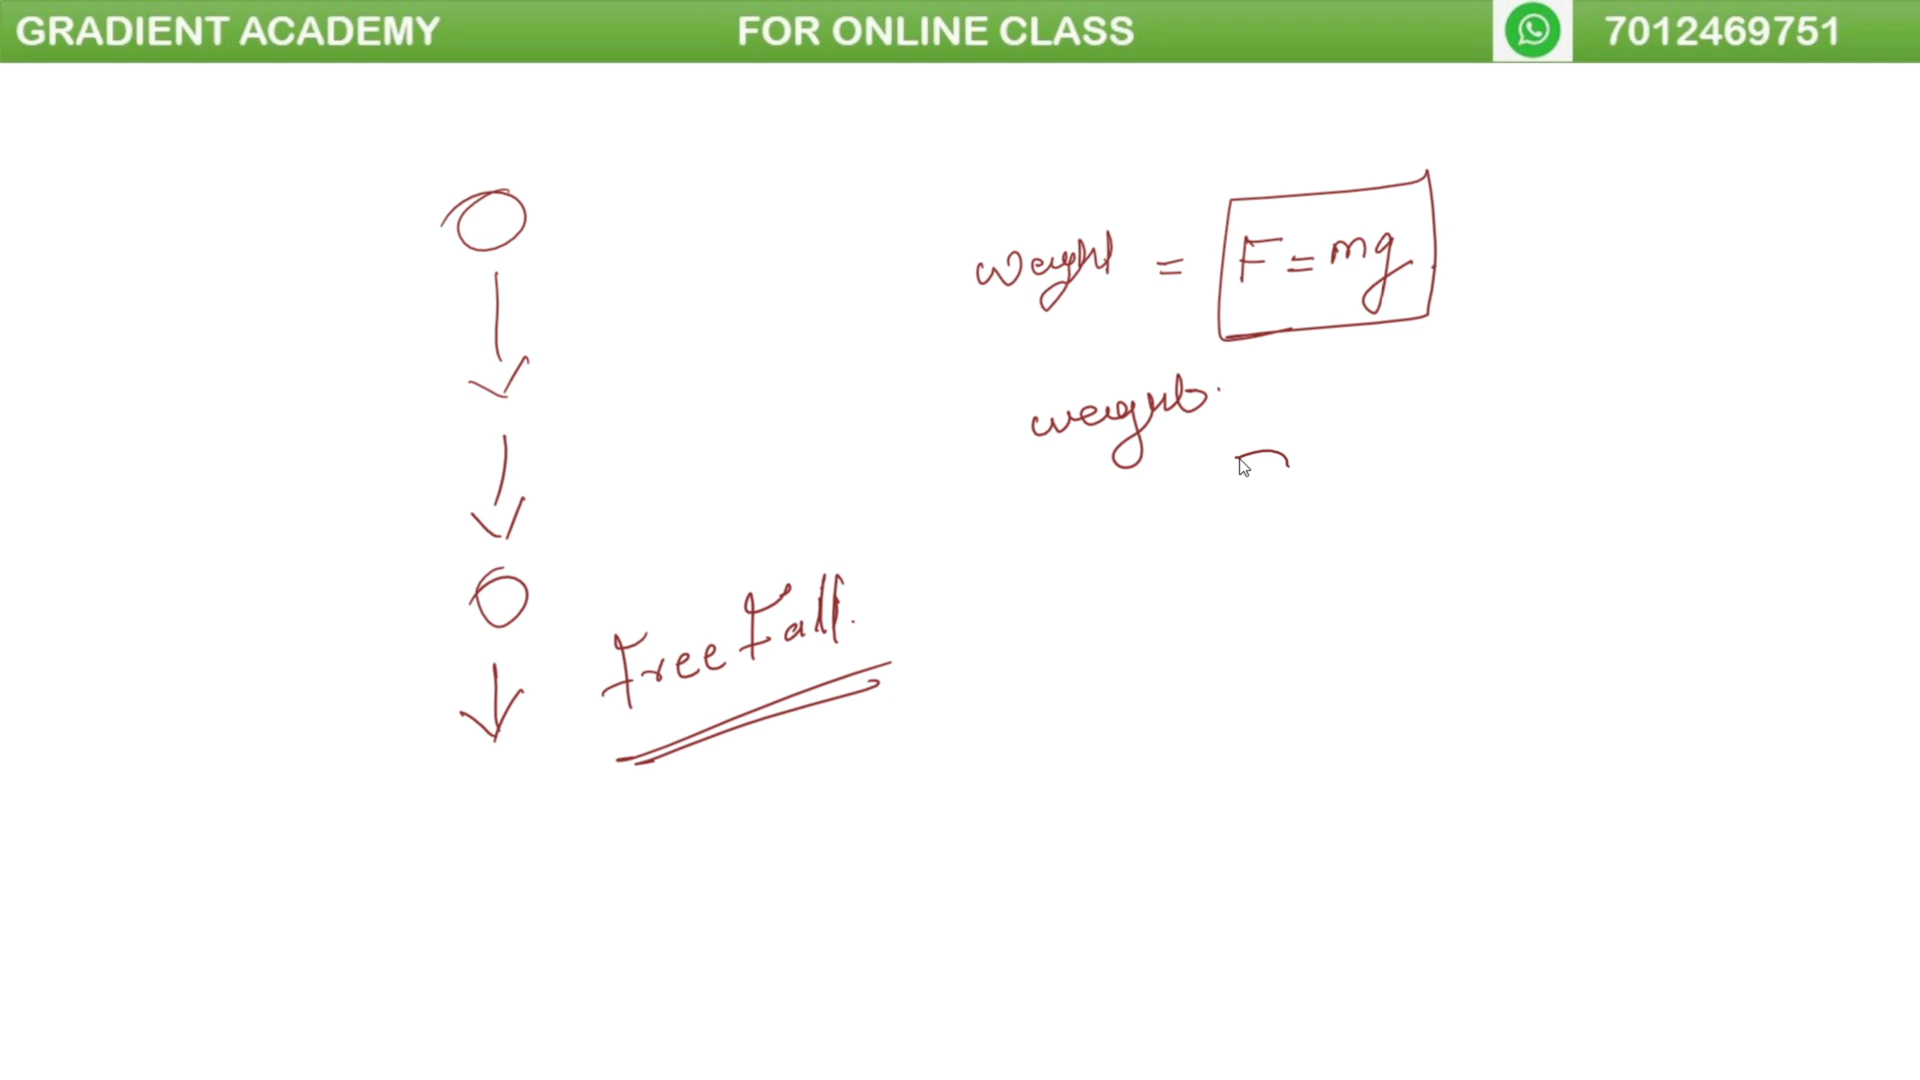 GRADIENT ACADEMY FOR ONLINE CLASS 7012469751
weight = F = mg
weight.
Free Fall.